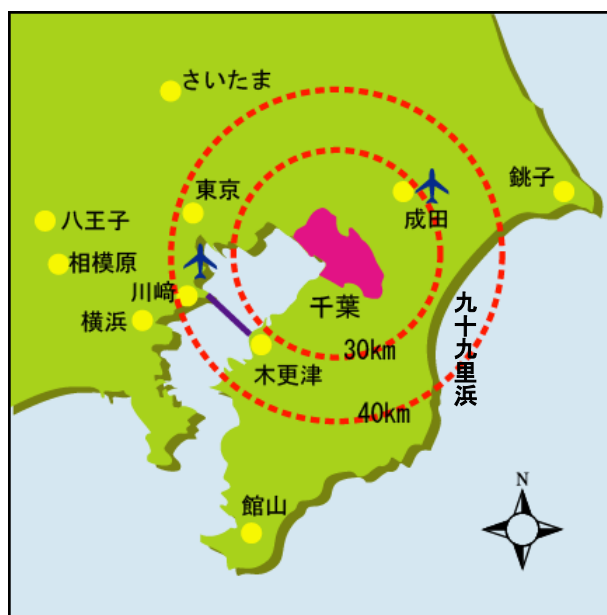 さいたま
東京
成田
銚子
八王子
相模原
川﨑
千葉
横浜
九十九里浜
30km
木更津
40km
館山
N